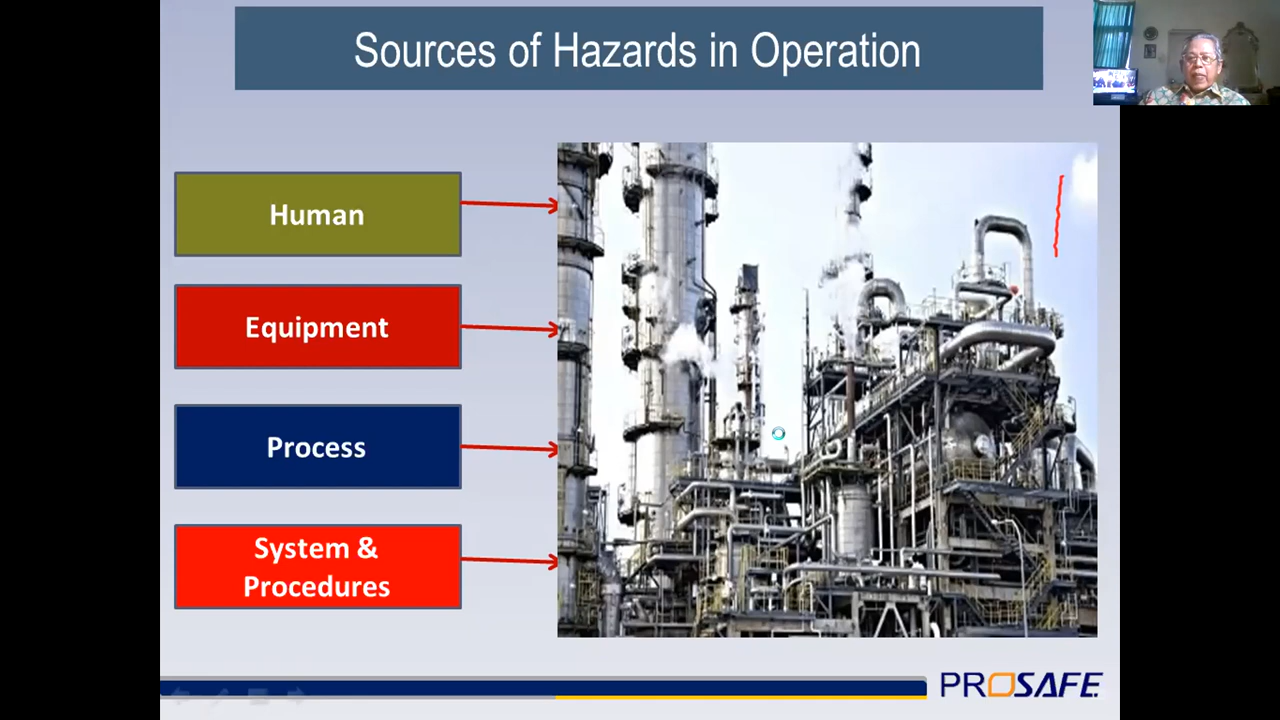 Sources of Hazards in Operation
Human
Equipment
Process
System &
Procedures
PROSAFE.